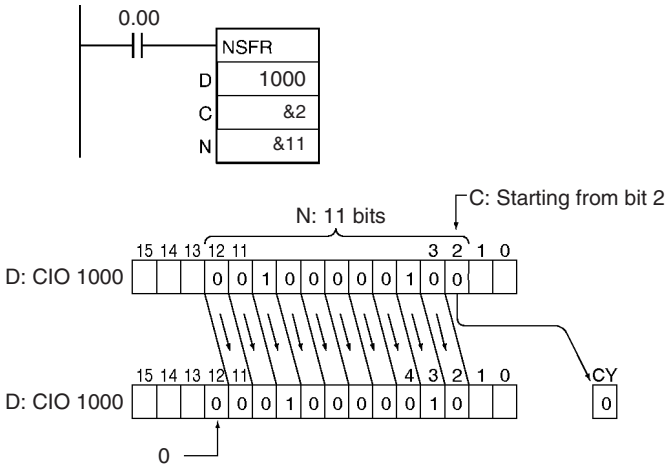 0.00
NSFR
D 1000
C &2
N &11
C: Starting from bit 2
N: 11 bits
15 14 13 12 11 3 2 1 0
D: CIO 1000 0 0 1 0 0 0 0 0 1 0 0
15 14 13 12 11 4 3 2 1 0 CY
D: CIO 1000 0 0 0 1 0 0 0 0 0 1 0 0
0